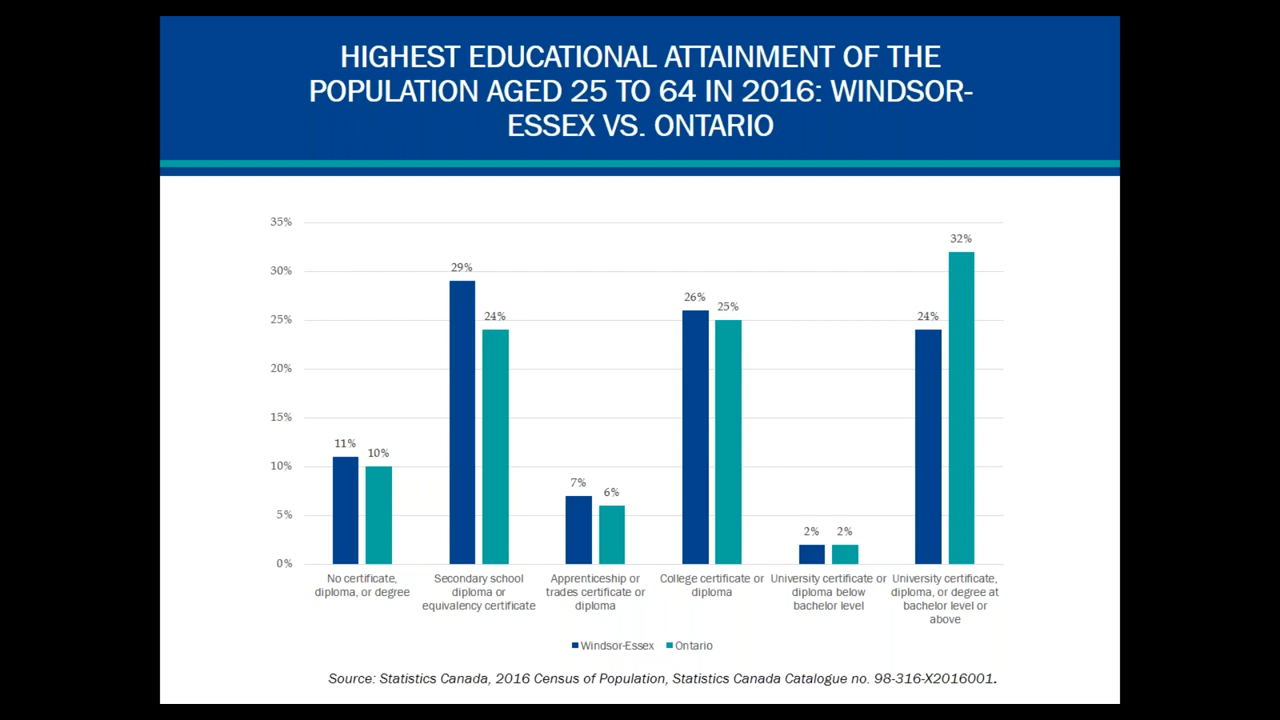 HIGHEST EDUCATIONAL ATTAINMENT OF THE
POPULATION AGED 25 TO 64 IN 2016: WINDSOR-
ESSEX VS. ONTARIO
35%
30%
25%
20%
15%
10%
5%
0%
11%
10%
29%
24%
7%
6%
26%
25%
2%
2%
24%
32%
No certificate,
diploma, or degree
Secondary school
diploma or
equivalency certificate
Apprenticeship or
trades certificate or
diploma
College certificate or
diploma
University certificate or
diploma below
bachelor level
University certificate,
diploma, or degree at
bachelor level or
above
Windsor-Essex
Ontario
Source: Statistics Canada, 2016 Census of Population, Statistics Canada Catalogue no. 98-316-X2016001.